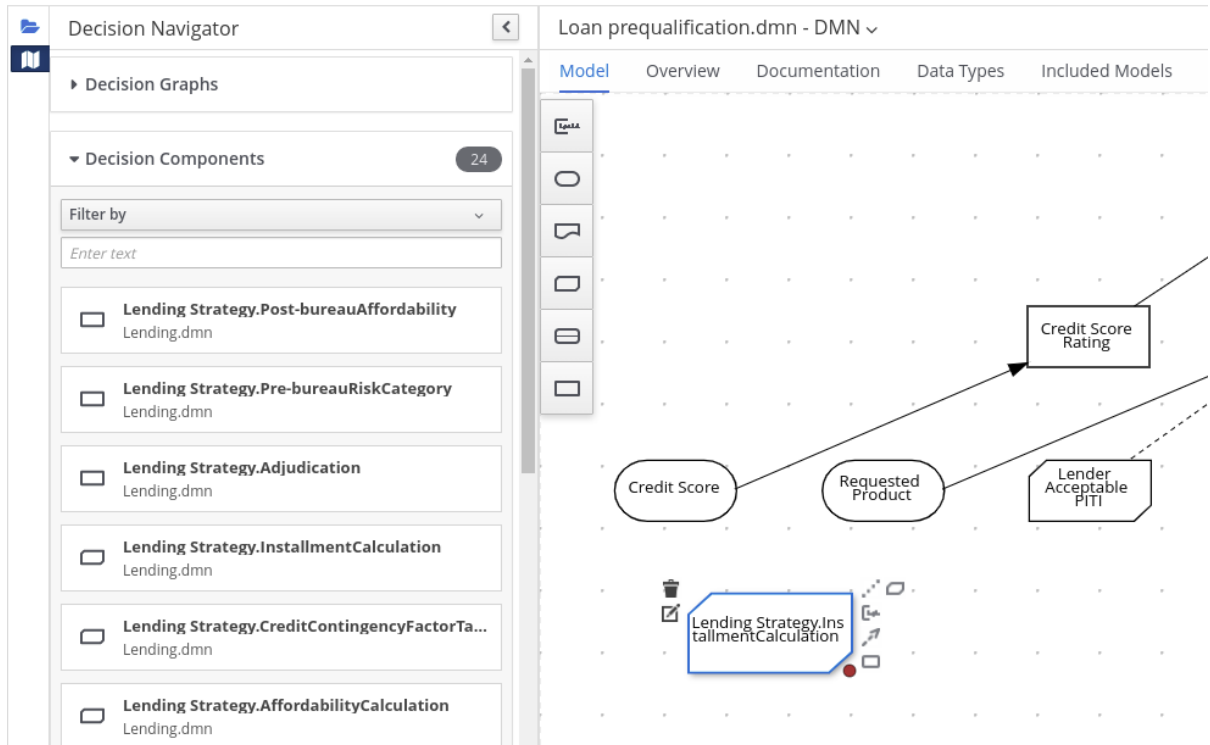 Decision Navigator
Decision Graphs
Decision Components
24
Filter by
Enter text
Lending Strategy.Post-bureauAffordability
Lending.dmn
Lending Strategy.Pre-bureauRiskCategory
Lending.dmn
Lending Strategy.Adjudication
Lending.dmn
Lending Strategy.InstallmentCalculation
Lending.dmn
Lending Strategy.CreditContingencyFactorTa...
Lending.dmn
Lending Strategy.AffordabilityCalculation
Lending.dmn
Loan prequalification.dmn - DMN
Model Overview Documentation Data Types Included Models
Credit Score
Rating
Credit Score
Requested
Product
Lender
Acceptable
PITI
Lending Strategy.Ins
tallmentCalculation